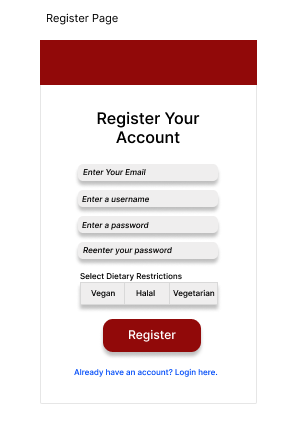 Register Page
Register Your
Account
Enter Your Email
Enter a username
Enter a password
Reenter your password
Select Dietary Restrictions
Vegan Halal Vegetarian
Register
Already have an account? Login here.